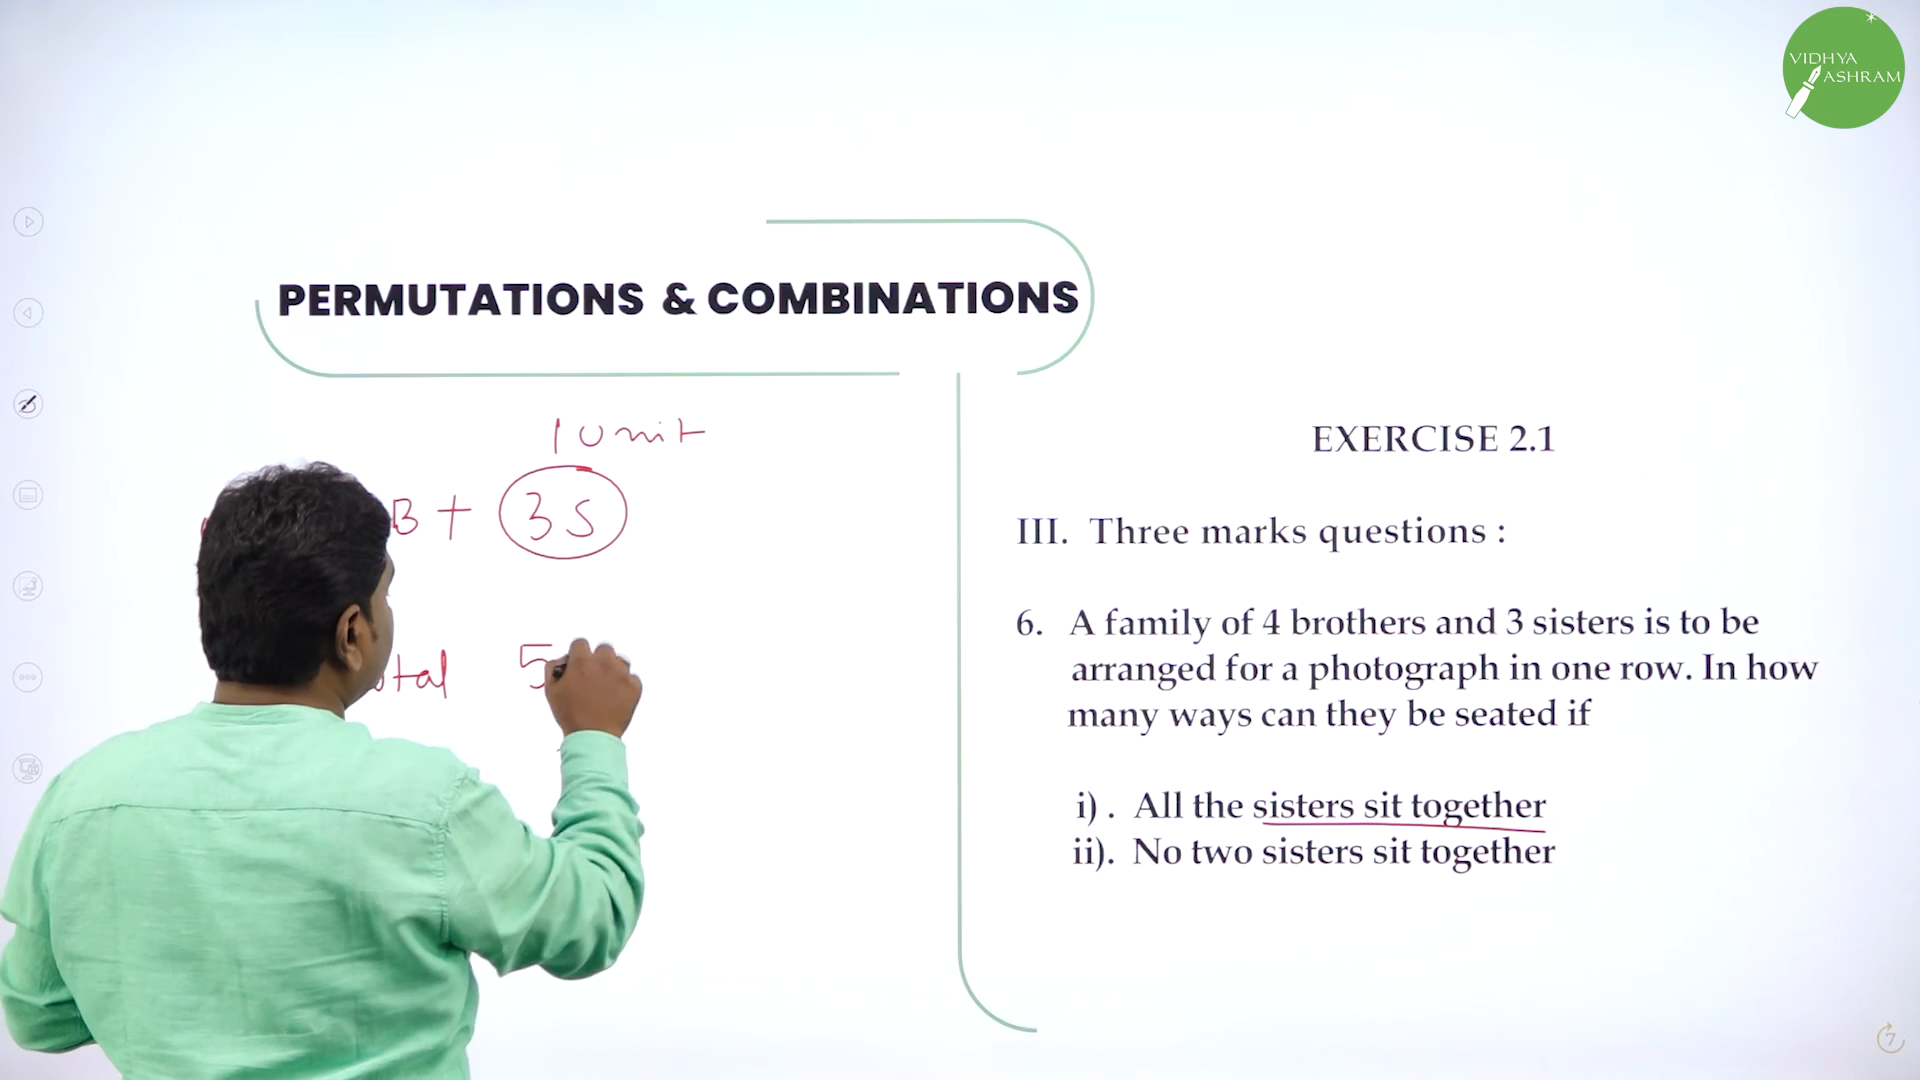 VIDHYA
ASHRAM
PERMUTATIONS & COMBINATIONS
1 Unit
B + 3S
tal 5
EXERCISE 2.1
III. Three marks questions :
6. A family of 4 brothers and 3 sisters is to be
arranged for a photograph in one row. In how
many ways can they be seated if
i) . All the sisters sit together
ii). No two sisters sit together
7